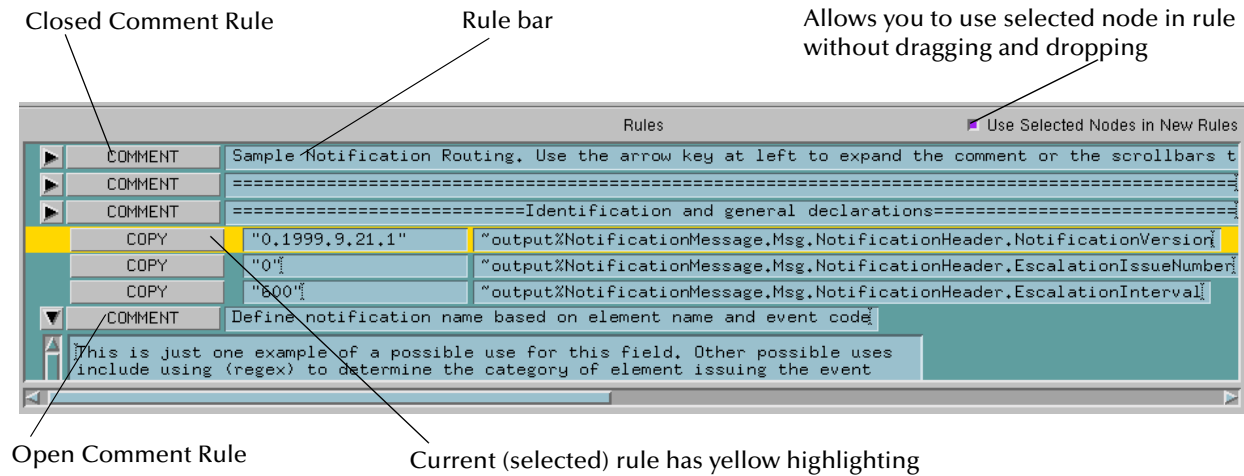 Closed Comment Rule
Rule bar
Allows you to use selected node in rule
without dragging and dropping
Rules
Use Selected Nodes in New Rules
COMMENT Sample Notification Routing. Use the arrow key at left to expand the comment or the scrollbars t
COMMENT ==================================================================================================
COMMENT ============================Identification and general declarations=============================
COPY "0.1999.9.21.1" ~output%NotificationMessage.Msg.NotificationHeader.NotificationVersion
COPY "0" ~output%NotificationMessage.Msg.NotificationHeader.EscalationIssueNumber
COPY "600" ~output%NotificationMessage.Msg.NotificationHeader.EscalationInterval
COMMENT Define notification name based on element name and event code
This is just one example of a possible use for this field. Other possible uses
include using (regex) to determine the category of element issuing the event
Open Comment Rule
Current (selected) rule has yellow highlighting